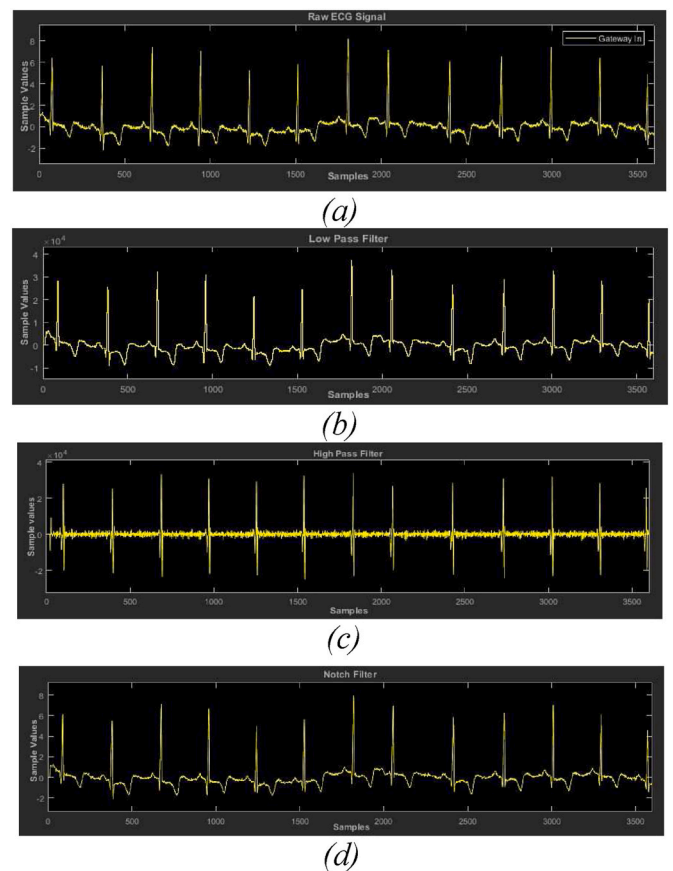 Raw ECG Signal
Gateway In
Sample Values
8
6
4
2
0
-2
0 500 1000 1500 2000 2500 3000 3500
Samples
(a)
×10^4
Low Pass Filter
Sample Values
4
3
2
1
0
-1
0 500 1000 1500 2000 2500 3000 3500
Samples
(b)
×10^4
High Pass Filter
Sample values
4
2
0
-2
0 500 1000 1500 2000 2500 3000 3500
Samples
(c)
Notch Filter
Sample Values
8
6
4
2
0
-2
0 500 1000 1500 2000 2500 3000 3500
Samples
(d)